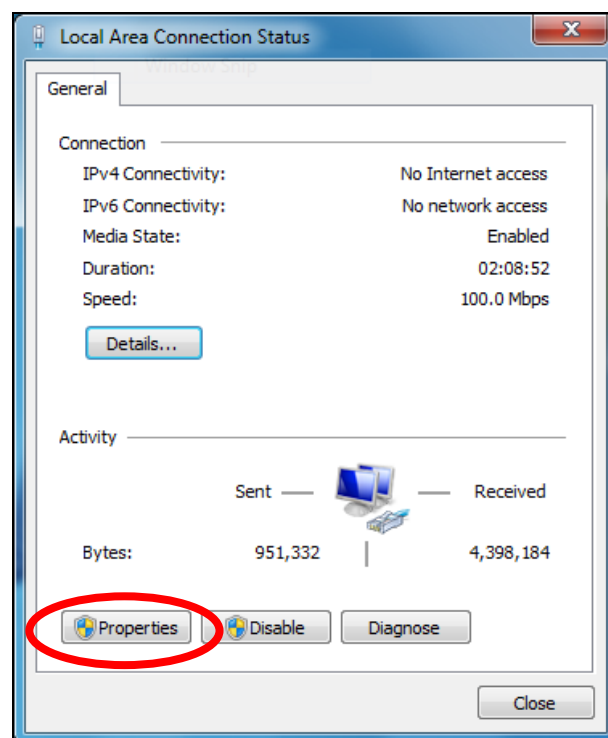 Local Area Connection Status
X
Window Snip
General
Connection
IPv4 Connectivity: No Internet access
IPv6 Connectivity: No network access
Media State: Enabled
Duration: 02:08:52
Speed: 100.0 Mbps
Details...
Activity
Sent Received
Bytes: 951,332 4,398,184
Properties Disable Diagnose
Close